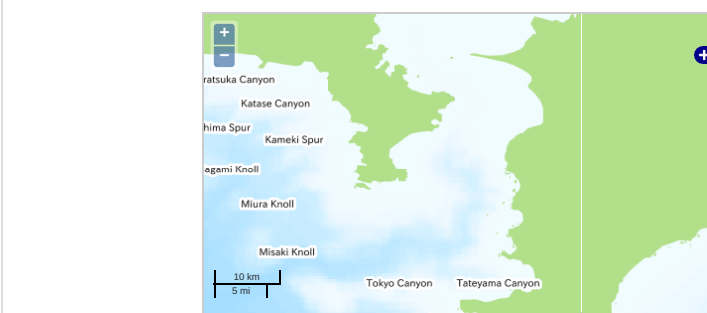 +
−
ratsuka Canyon
Katase Canyon
hima Spur
Kameki Spur
agami Knoll
Miura Knoll
Misaki Knoll
10 km
5 mi
Tokyo Canyon
Tateyama Canyon